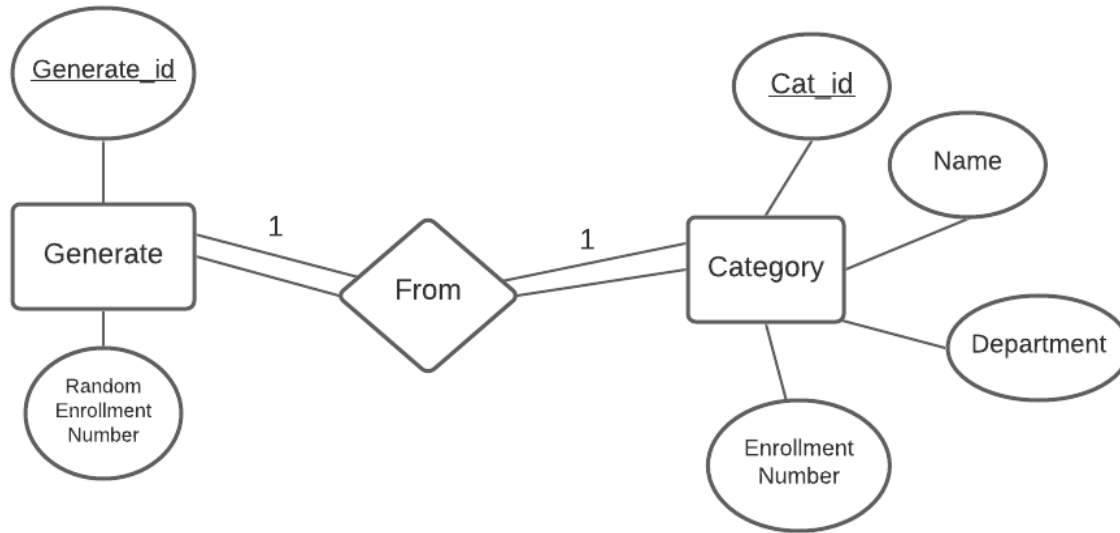 Generate_id
Cat_id
Name
1
1
Generate
From
Category
Department
Random
Enrollment
Number
Enrollment
Number